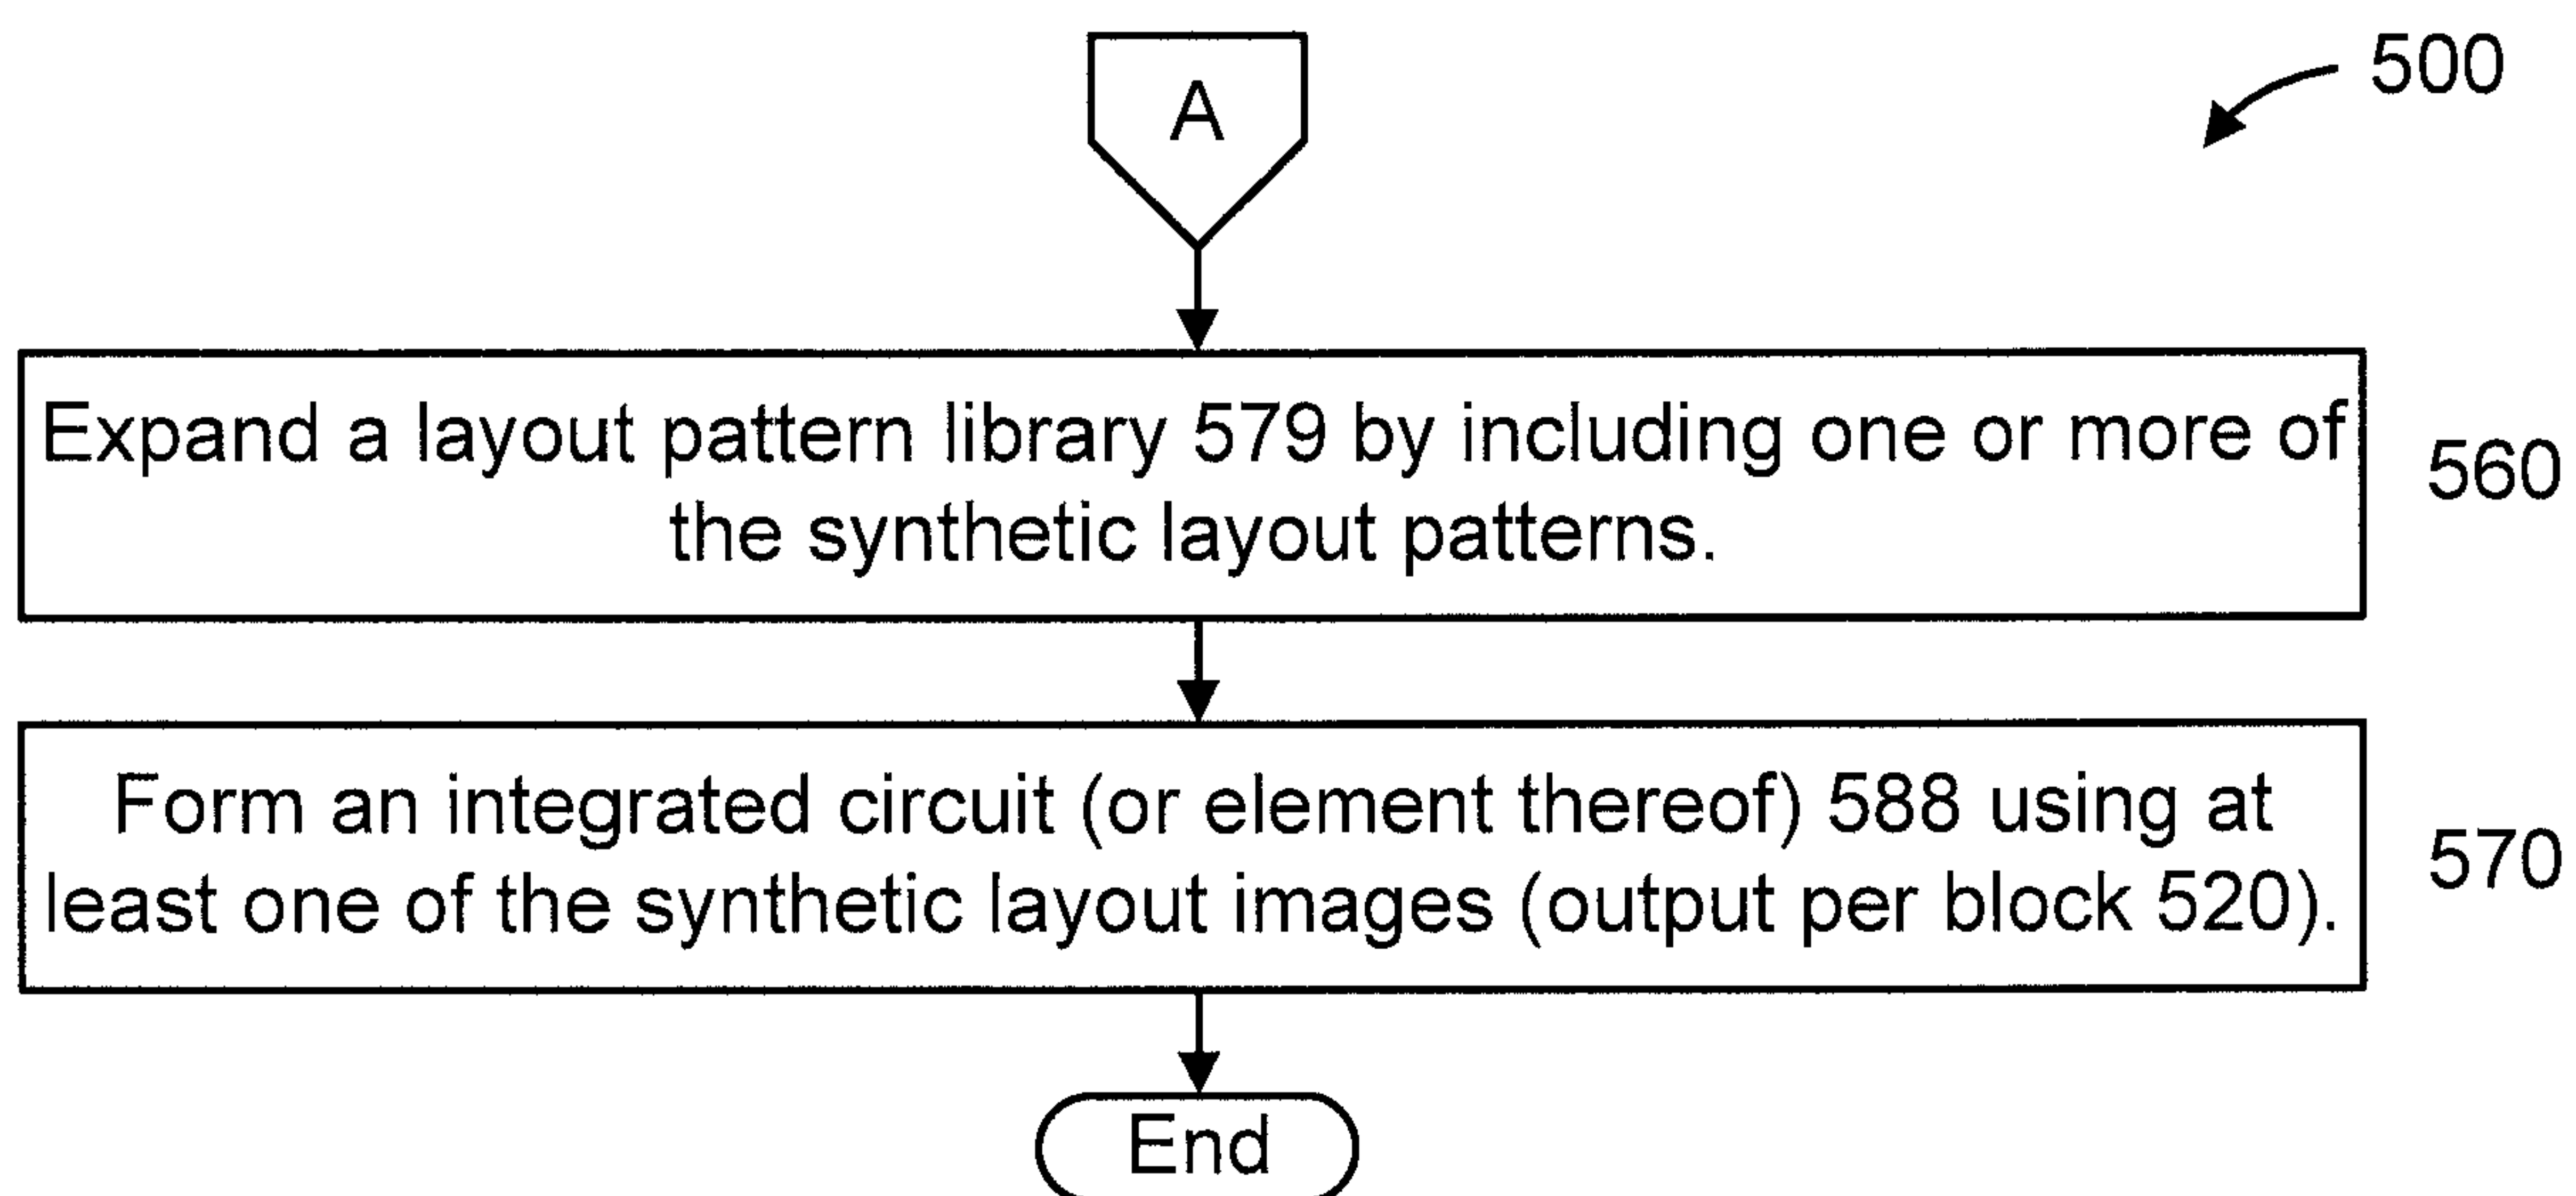 A
500
Expand a layout pattern library 579 by including one or more of
the synthetic layout patterns.
560
Form an integrated circuit (or element thereof) 588 using at
least one of the synthetic layout images (output per block 520).
570
End